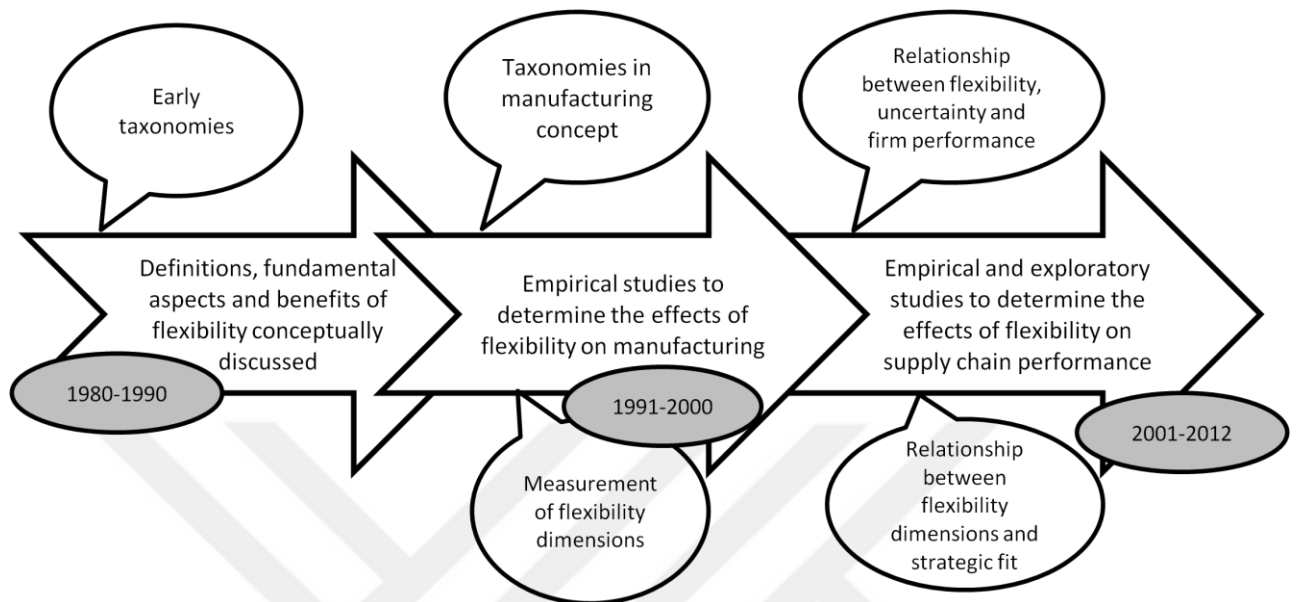 Early
taxonomies
Taxonomies in
manufacturing
concept
Relationship
between flexibility,
uncertainty and
firm performance
Definitions, fundamental
aspects and benefits of
flexibility conceptually
discussed
Empirical studies to
determine the effects of
flexibility on manufacturing
Empirical and exploratory
studies to determine the
effects of flexibility on
supply chain performance
1980-1990
1991-2000
2001-2012
Measurement
of flexibility
dimensions
Relationship
between
flexibility
dimensions and
strategic fit